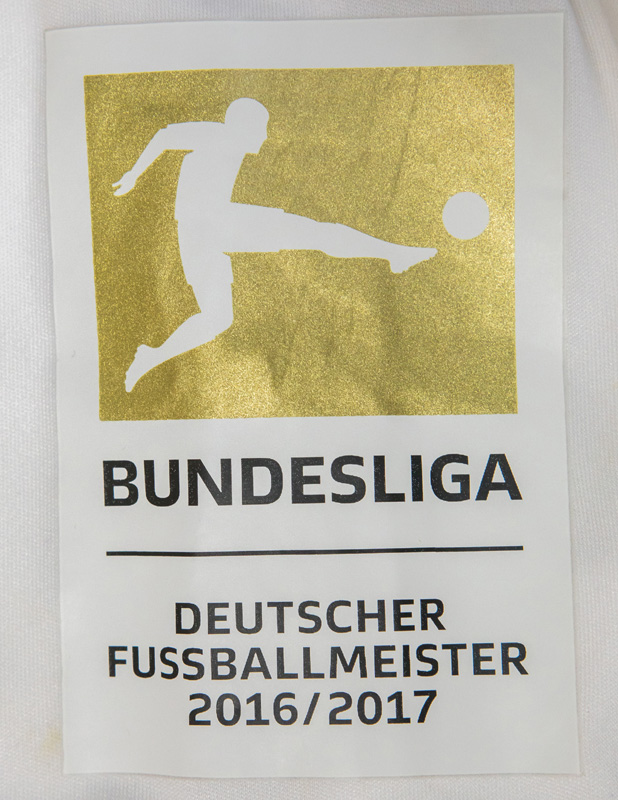 BUNDESLIGA
DEUTSCHER
FUSSBALLMEISTER
2016/2017